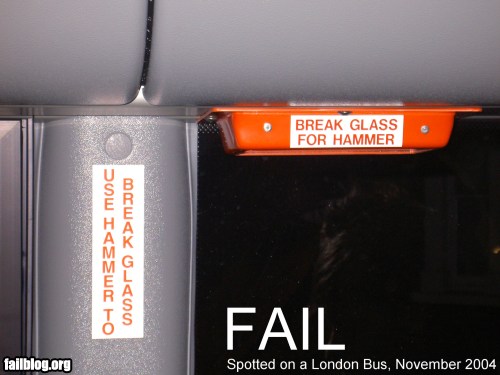 BREAK GLASS
FOR HAMMER
USE HAMMER TO
BREAK GLASS
FAIL
Spotted on a London Bus, November 2004
failblog.org